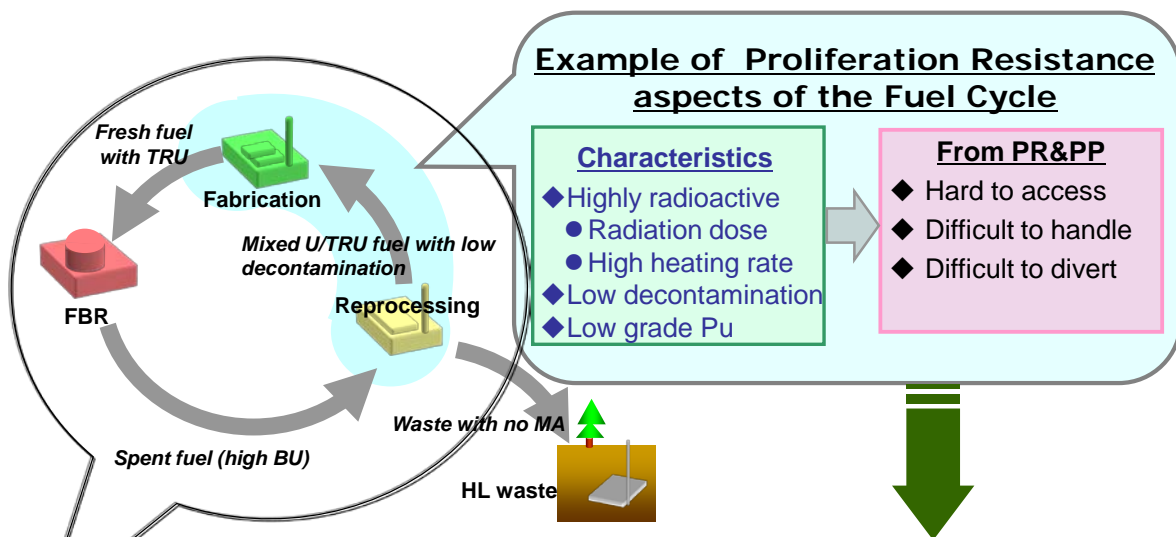 Example of Proliferation Resistance
aspects of the Fuel Cycle
Fresh fuel
with TRU
Fabrication
Mixed U/TRU fuel with low
decontamination
FBR
Reprocessing
Spent fuel (high BU)
Waste with no MA
HL waste
Characteristics
◆Highly radioactive
●Radiation dose
●High heating rate
◆Low decontamination
◆Low grade Pu
From PR&PP
◆ Hard to access
◆ Difficult to handle
◆ Difficult to divert